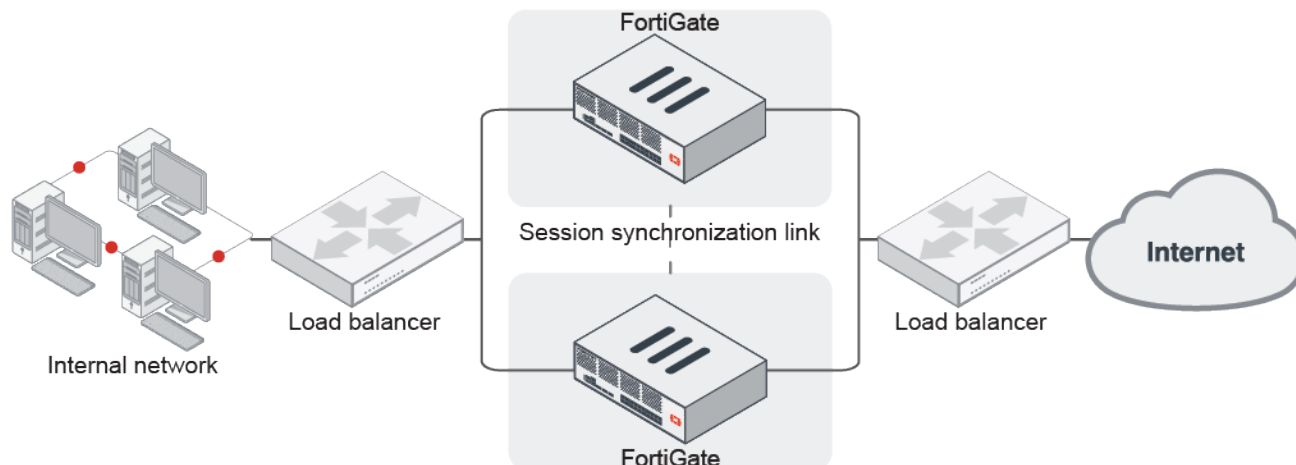 FortiGate
Session synchronization link
Internet
Load balancer
Load balancer
Internal network
FortiGate